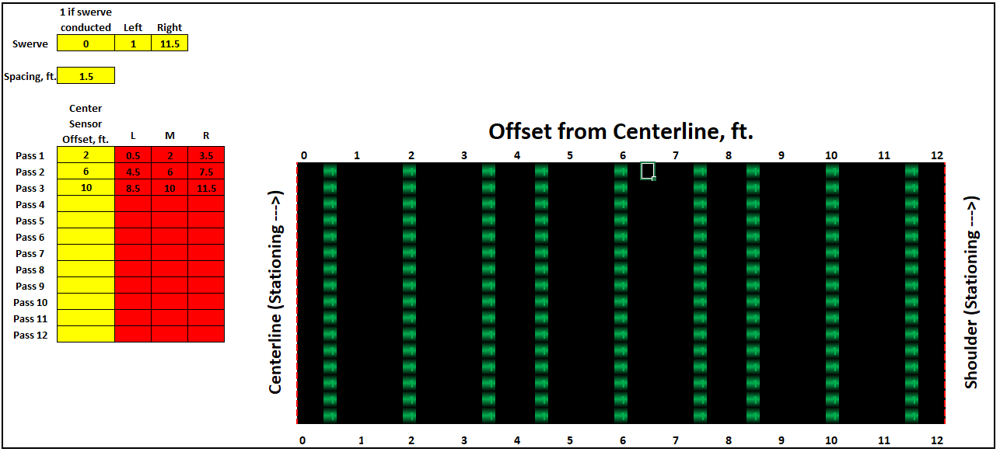 1 if swerve
conducted Left Right
Swerve 0 1 11.5
Spacing, ft. 1.5
Center
Sensor
Offset, ft. L M R
Pass 1 2 0.5 2 3.5
Pass 2 6 4.5 6 7.5
Pass 3 10 8.5 10 11.5
Pass 4
Pass 5
Pass 6
Pass 7
Pass 8
Pass 9
Pass 10
Pass 11
Pass 12
Offset from Centerline, ft.
0 1 2 3 4 5 6 7 8 9 10 11 12
Centerline (Stationing --->)
Shoulder (Stationing --->)
0 1 2 3 4 5 6 7 8 9 10 11 12